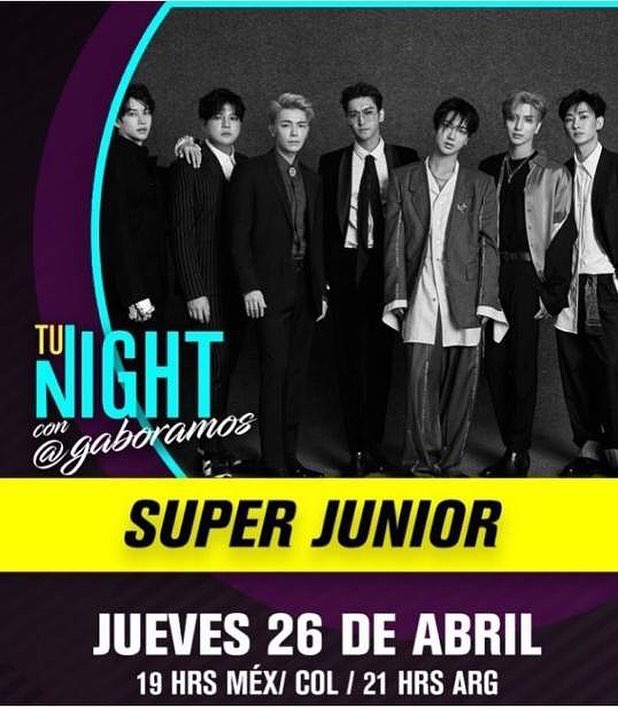 TU
NIGHT
con
@gaboramos
SUPER JUNIOR
JUEVES 26 DE ABRIL
19 HRS MÉX/ COL / 21 HRS ARG